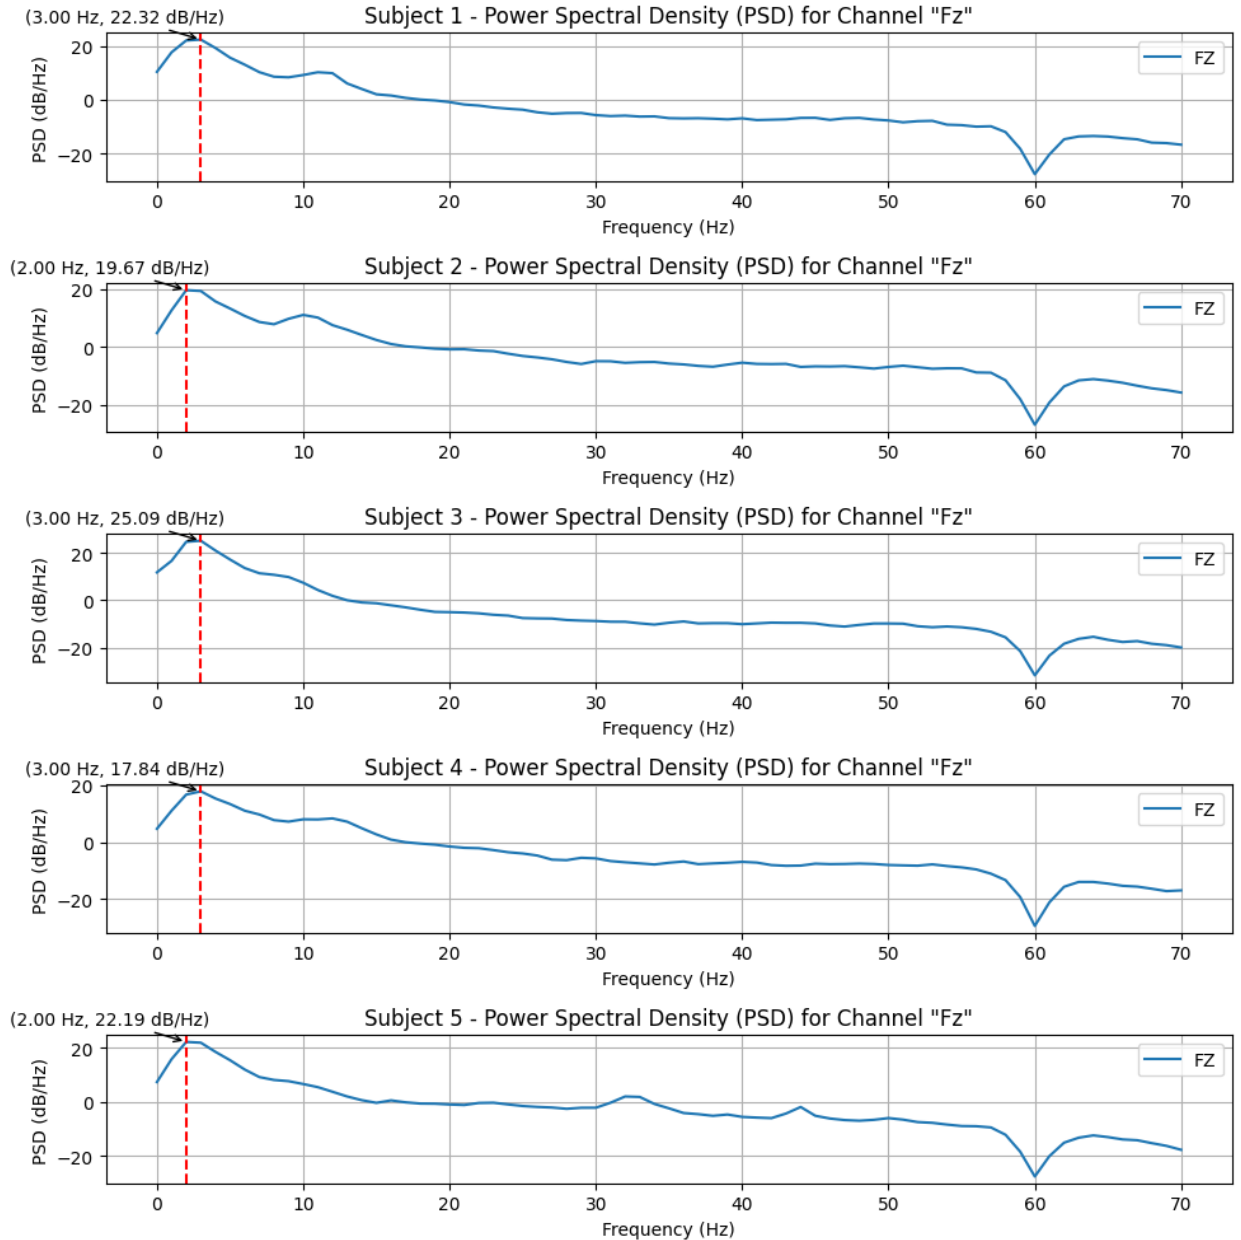 (3.00 Hz, 22.32 dB/Hz)
Subject 1 - Power Spectral Density (PSD) for Channel "Fz"
FZ
PSD (dB/Hz)
20
0
−20
0 10 20 30 40 50 60 70
Frequency (Hz)
(2.00 Hz, 19.67 dB/Hz)
Subject 2 - Power Spectral Density (PSD) for Channel "Fz"
FZ
PSD (dB/Hz)
20
0
−20
0 10 20 30 40 50 60 70
Frequency (Hz)
(3.00 Hz, 25.09 dB/Hz)
Subject 3 - Power Spectral Density (PSD) for Channel "Fz"
FZ
PSD (dB/Hz)
20
0
−20
0 10 20 30 40 50 60 70
Frequency (Hz)
(3.00 Hz, 17.84 dB/Hz)
Subject 4 - Power Spectral Density (PSD) for Channel "Fz"
FZ
PSD (dB/Hz)
20
0
−20
0 10 20 30 40 50 60 70
Frequency (Hz)
(2.00 Hz, 22.19 dB/Hz)
Subject 5 - Power Spectral Density (PSD) for Channel "Fz"
FZ
PSD (dB/Hz)
20
0
−20
0 10 20 30 40 50 60 70
Frequency (Hz)